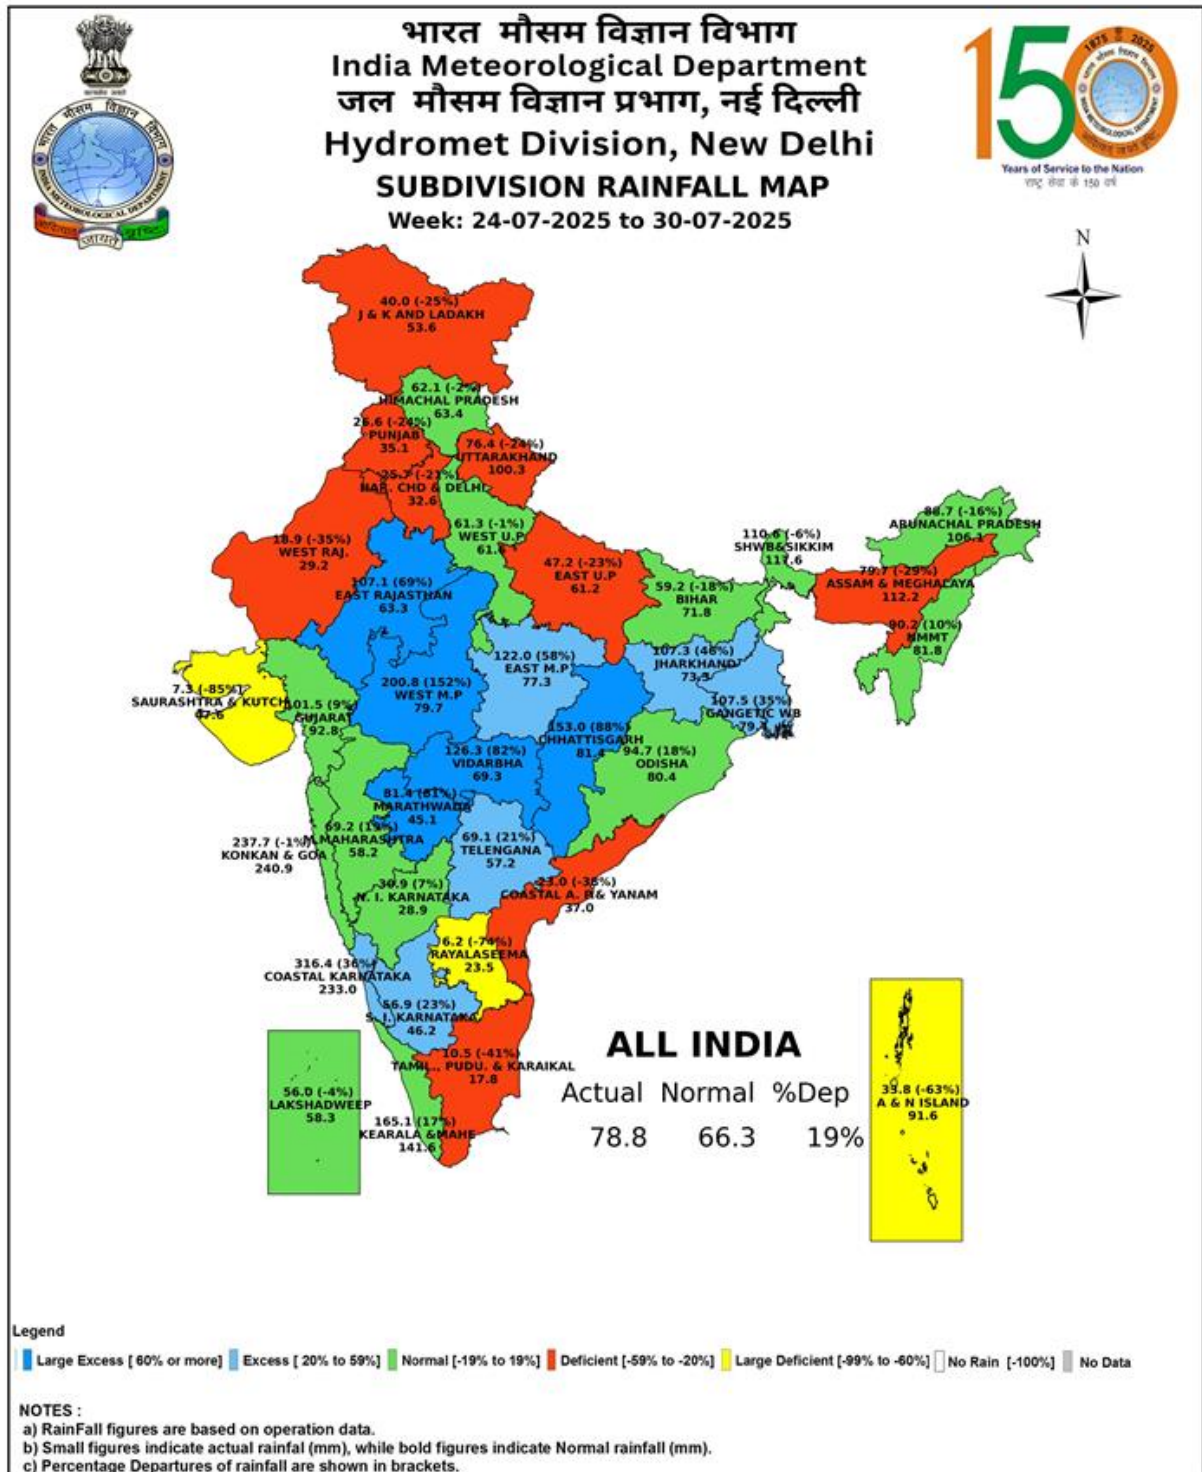 भारत मौसम विज्ञान विभाग
India Meteorological Department
जल मौसम विज्ञान प्रभाग, नई दिल्ली
Hydromet Division, New Delhi
SUBDIVISION RAINFALL MAP
Week: 24-07-2025 to 30-07-2025
भारत मौसम विज्ञान विभाग
INDIA METEOROLOGICAL DEPARTMENT
आदित्यात् जायते वृष्टि
150
1875 2025
Years of Service to the Nation
राष्ट्र सेवा के 150 वर्ष
N
40.0 (-25%)
J & K AND LADAKH
53.6
62.1 (-2%)
HIMACHAL PRADESH
63.4
26.6 (-24%)
PUNJAB
35.1
76.4 (-24%)
UTTARAKHAND
100.3
25.7 (-21%)
HAR. CHD & DELHI
32.6
61.3 (-1%)
WEST U.P
18.9 (-35%)
WEST RAJ.
29.2
47.2 (-23%)
EAST U.P
61.2
107.1 (69%)
EAST RAJASTHAN
63.3
59.2 (-18%)
BIHAR
71.8
110.6 (-6%)
SHWB&SIKKIM
117.6
88.7 (-16%)
ARUNACHAL PRADESH
106.1
79.7 (-29%)
ASSAM & MEGHALAYA
112.2
90.2 (10%)
NMMT
81.8
122.0 (58%)
EAST M.P
77.3
107.3 (46%)
JHARKHAND
73.3
200.8 (152%)
WEST M.P
79.7
107.5 (35%)
GANGETIC WB
7.3 (-85%)
SAURASHTRA & KUTCH
47.6
101.5 (9%)
GUJARAT
92.8
153.0 (88%)
CHHATTISGARH
81.4
126.3 (82%)
VIDARBHA
69.3
94.7 (18%)
ODISHA
80.4
81.4 (81%)
MARATHWADA
45.1
69.2 (19%)
M.MAHARASHTRA
58.2
237.7 (-1%)
KONKAN & GOA
240.9
69.1 (21%)
TELENGANA
57.2
30.9 (7%)
N. I. KARNATAKA
28.9
23.0 (-38%)
COASTAL A. P.& YANAM
37.0
6.2 (-74%)
RAYALASEEMA
23.5
316.4 (36%)
COASTAL KARNATAKA
233.0
56.9 (23%)
S. I. KARNATAKA
46.2
10.5 (-41%)
TAMIL., PUDU. & KARAIKAL
17.8
56.0 (-4%)
LAKSHADWEEP
58.3
165.1 (17%)
KEARALA &MAHE
141.6
33.8 (-63%)
A & N ISLAND
91.6
ALL INDIA
Actual Normal %Dep
78.8 66.3 19%
Legend
Large Excess [ 60% or more] Excess [ 20% to 59%] Normal [-19% to 19%] Deficient [-59% to -20%] Large Deficient [-99% to -60%] No Rain [-100%] No Data
NOTES :
a) RainFall figures are based on operation data.
b) Small figures indicate actual rainfal (mm), while bold figures indicate Normal rainfall (mm).
c) Percentage Departures of rainfall are shown in brackets.